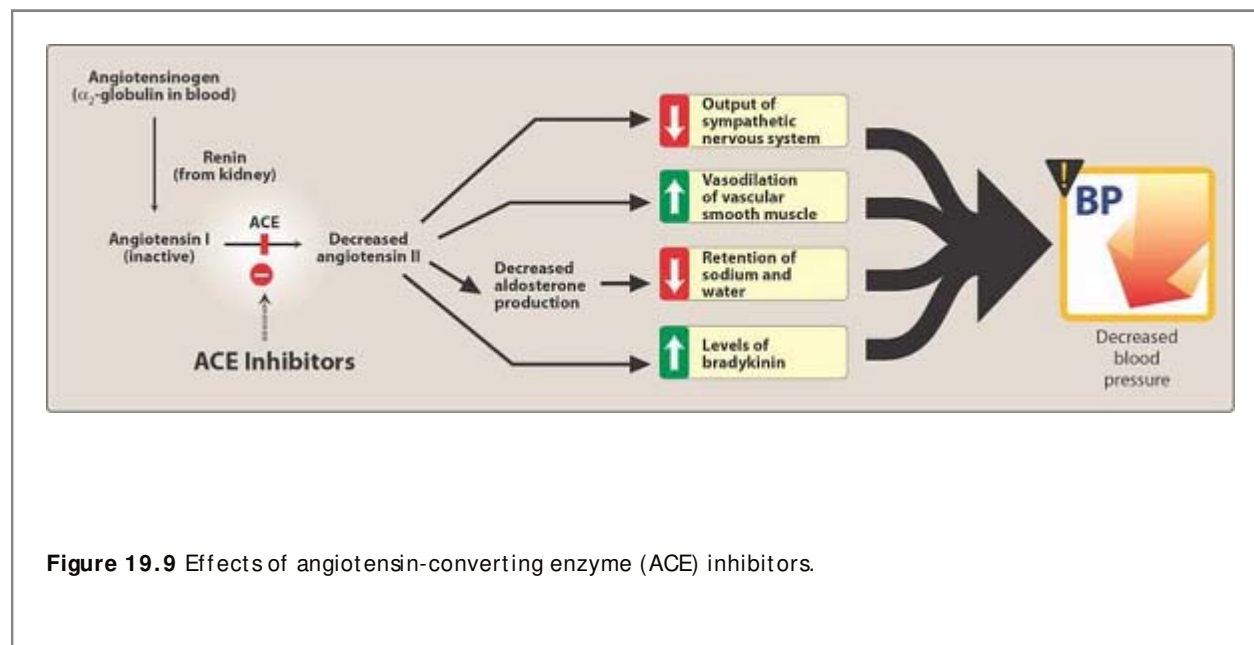 Angiotensinogen
(α₂-globulin in blood)
Renin
(from kidney)
Angiotensin I
(inactive)
ACE
Decreased
angiotensin II
ACE Inhibitors
Decreased
aldosterone
production
Output of
sympathetic
nervous system
Vasodilation
of vascular
smooth muscle
Retention of
sodium and
water
Levels of
bradykinin
!
BP
Decreased
blood
pressure
Figure 19.9 Effects of angiotensin-converting enzyme (ACE) inhibitors.